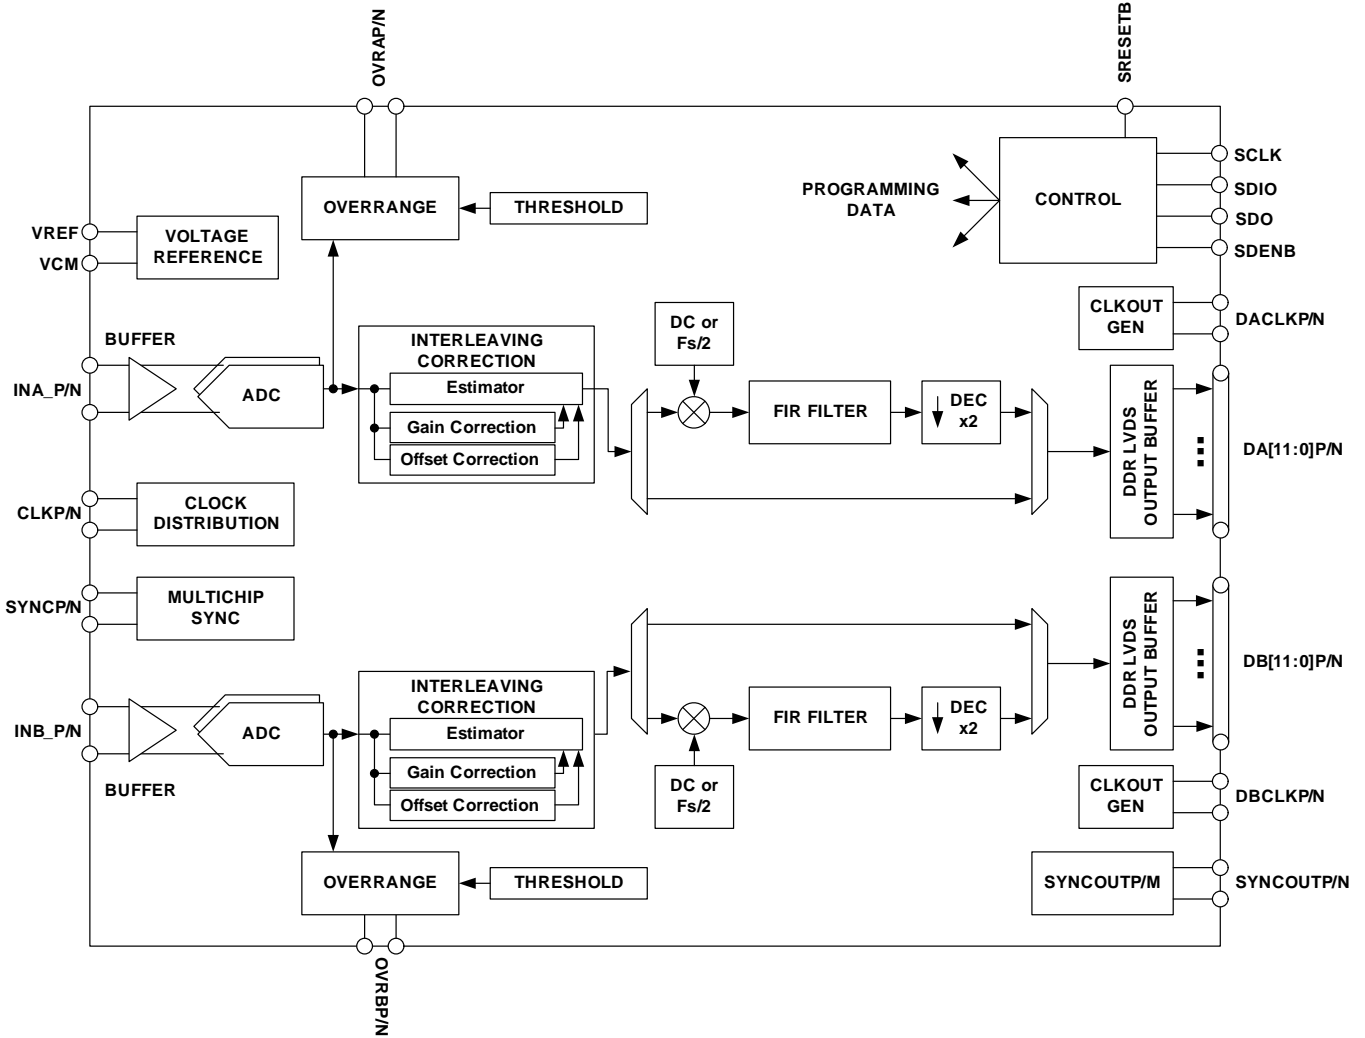 OVRAP/N
SRESETB
OVERRANGE
THRESHOLD
PROGRAMMING
DATA
CONTROL
SCLK
SDIO
SDO
SDENB
VREF
VCM
VOLTAGE
REFERENCE
CLKOUT
GEN
DACLKP/N
BUFFER
INA_P/N
ADC
INTERLEAVING
CORRECTION
Estimator
Gain Correction
Offset Correction
DC or
Fs/2
FIR FILTER
DEC
x2
DDR LVDS
OUTPUT BUFFER
DA[11:0]P/N
CLKP/N
CLOCK
DISTRIBUTION
SYNCP/N
MULTICHIP
SYNC
INB_P/N
ADC
BUFFER
INTERLEAVING
CORRECTION
Estimator
Gain Correction
Offset Correction
FIR FILTER
DEC
x2
DC or
Fs/2
DDR LVDS
OUTPUT BUFFER
DB[11:0]P/N
CLKOUT
GEN
DBCLKP/N
OVERRANGE
THRESHOLD
SYNCOUTP/M
SYNCOUTP/N
OVRBP/N